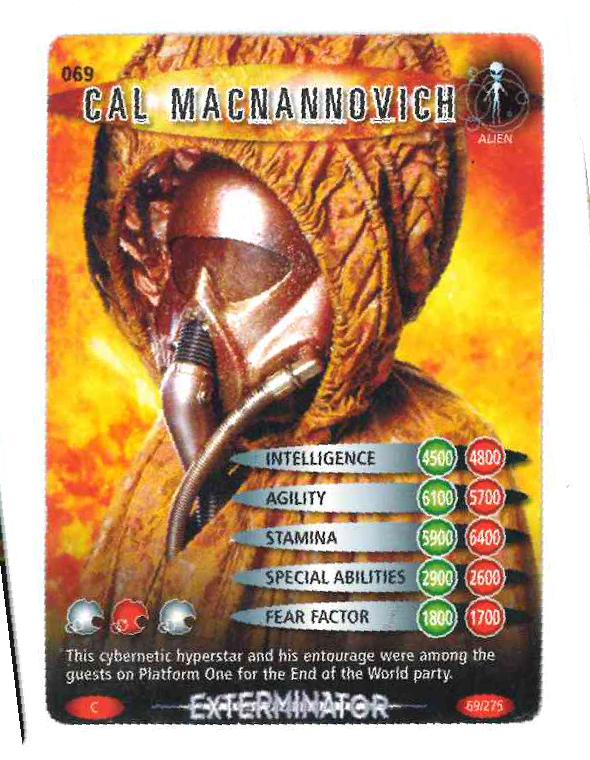 069
CAL MACNANNOVICH
ALIEN
INTELLIGENCE 4500 4800
AGILITY 6100 5700
STAMINA 5900 6400
SPECIAL ABILITIES 2900 2600
FEAR FACTOR 1800 1700
This cybernetic hyperstar and his entourage were among the
guests on Platform One for the End of the World party.
C EXTERMINATOR 69/275